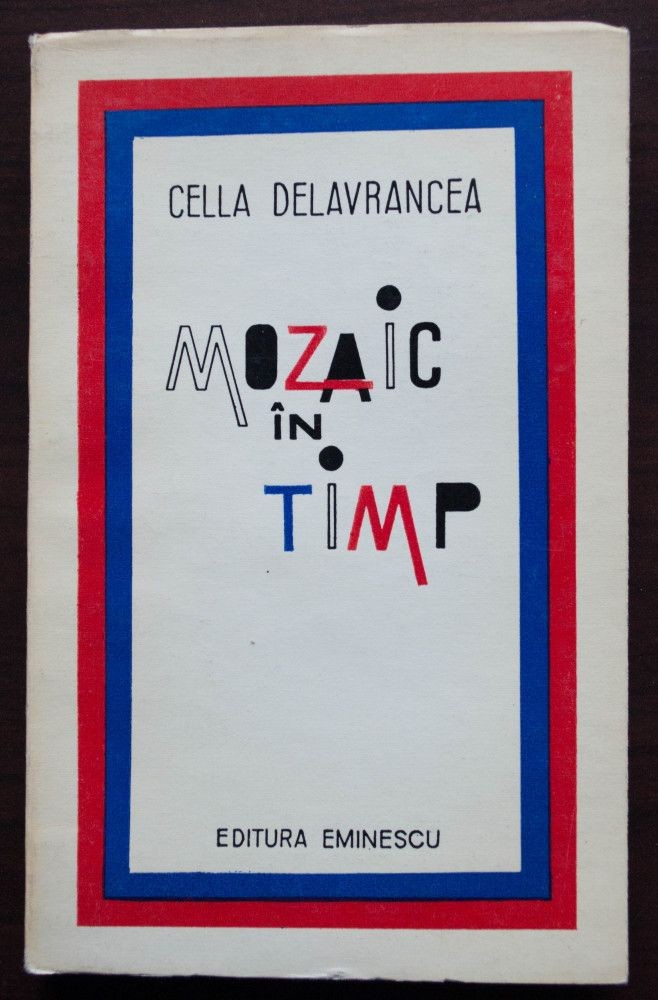 CELLA DELAVRANCEA
MOZAiC
ÎN
TiMP
EDITURA EMINESCU